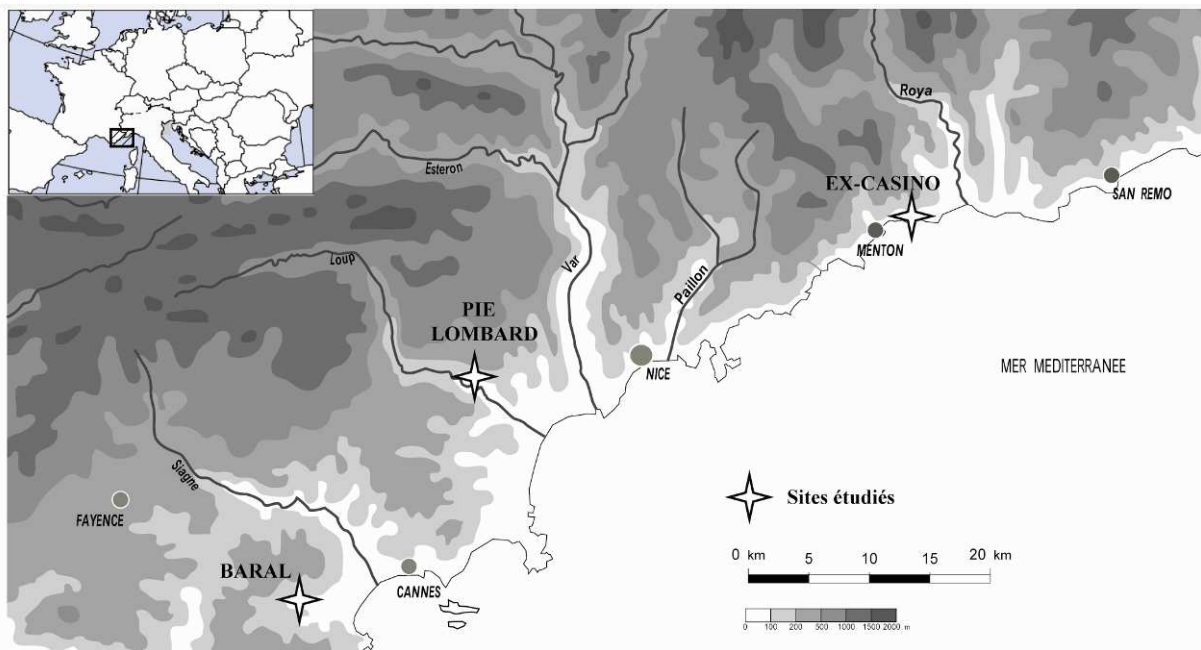 Roya
Esteron
EX-CASINO
SAN REMO
MENTON
Loup
Var
Paillon
PIE
LOMBARD
NICE
MER MEDITERRANEE
Siagne
Sites étudiés
FAYENCE
0 km 5 10 15 20 km
BARAL
CANNES
0 100 200 500 1000 1500 2000 m